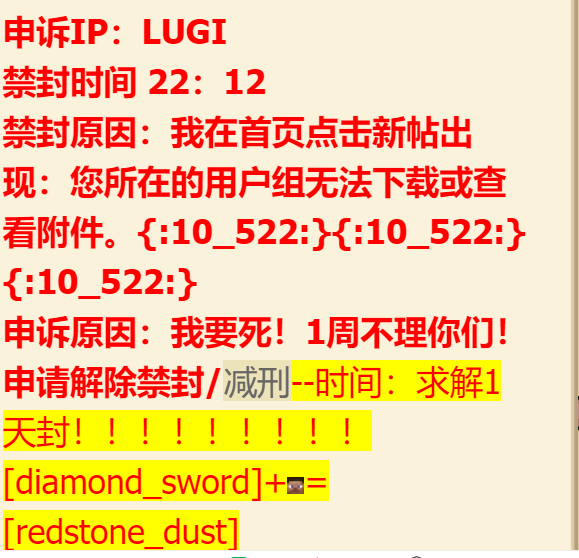 申诉IP：LUGI
禁封时间 22：12
禁封原因：我在首页点击新帖出
现：您所在的用户组无法下载或查
看附件。{:10_522:}{:10_522:}
{:10_522:}
申诉原因：我要死！1周不理你们！
申请解除禁封/减刑--时间：求解1
天封！！！！！！！！！
[diamond_sword]+=
[redstone_dust]